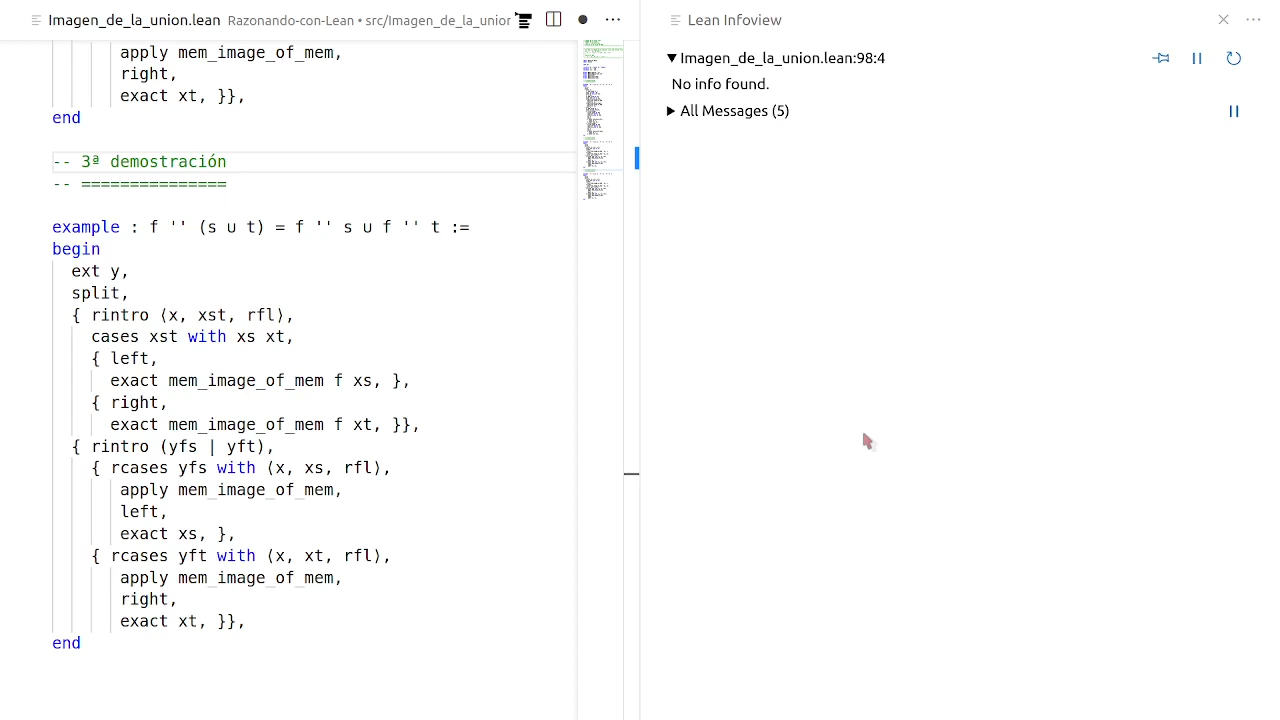 Imagen_de_la_union.lean Razonando-con-Lean • src/Imagen_de_la_unior
apply mem_image_of_mem,
right,
exact xt, }},
end
-- 3ª demostración
-- ===============
example : f '' (s ∪ t) = f '' s ∪ f '' t :=
begin
ext y,
split,
{ rintro ⟨x, xst, rfl⟩,
cases xst with xs xt,
{ left,
exact mem_image_of_mem f xs, },
{ right,
exact mem_image_of_mem f xt, }},
{ rintro (yfs | yft),
{ rcases yfs with ⟨x, xs, rfl⟩,
apply mem_image_of_mem,
left,
exact xs, },
{ rcases yft with ⟨x, xt, rfl⟩,
apply mem_image_of_mem,
right,
exact xt, }},
end
Lean Infoview
Imagen_de_la_union.lean:98:4
No info found.
All Messages (5)